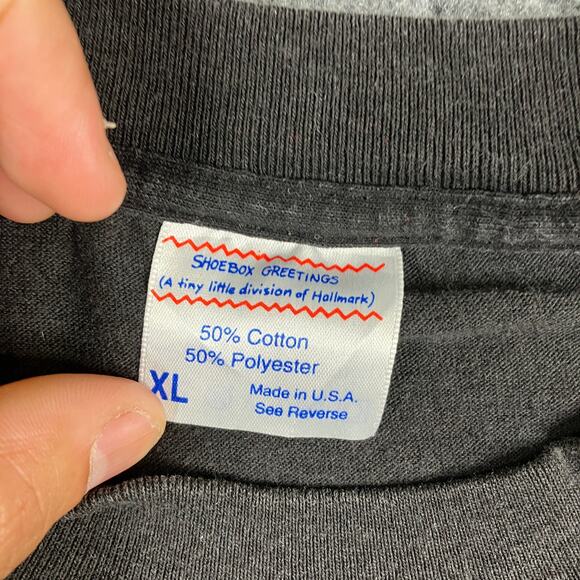 SHOEBOX GREETINGS
(A tiny little division of Hallmark)
50% Cotton
50% Polyester
XL
Made in U.S.A.
See Reverse